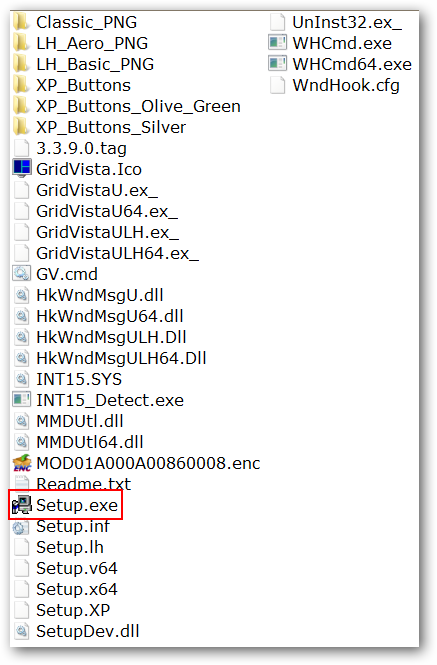 Classic_PNG
LH_Aero_PNG
LH_Basic_PNG
XP_Buttons
XP_Buttons_Olive_Green
XP_Buttons_Silver
3.3.9.0.tag
GridVista.Ico
GridVistaU.ex_
GridVistaU64.ex_
GridVistaULH.ex_
GridVistaULH64.ex_
GV.cmd
HkWndMsgU.dll
HkWndMsgU64.dll
HkWndMsgULH.Dll
HkWndMsgULH64.Dll
INT15.SYS
INT15_Detect.exe
MMDUtl.dll
MMDUtl64.dll
ENC MOD01A000A00860008.enc
Readme.txt
Setup.exe
Setup.inf
Setup.lh
Setup.v64
Setup.x64
Setup.XP
SetupDev.dll
UnInst32.ex_
WHCmd.exe
WHCmd64.exe
WndHook.cfg